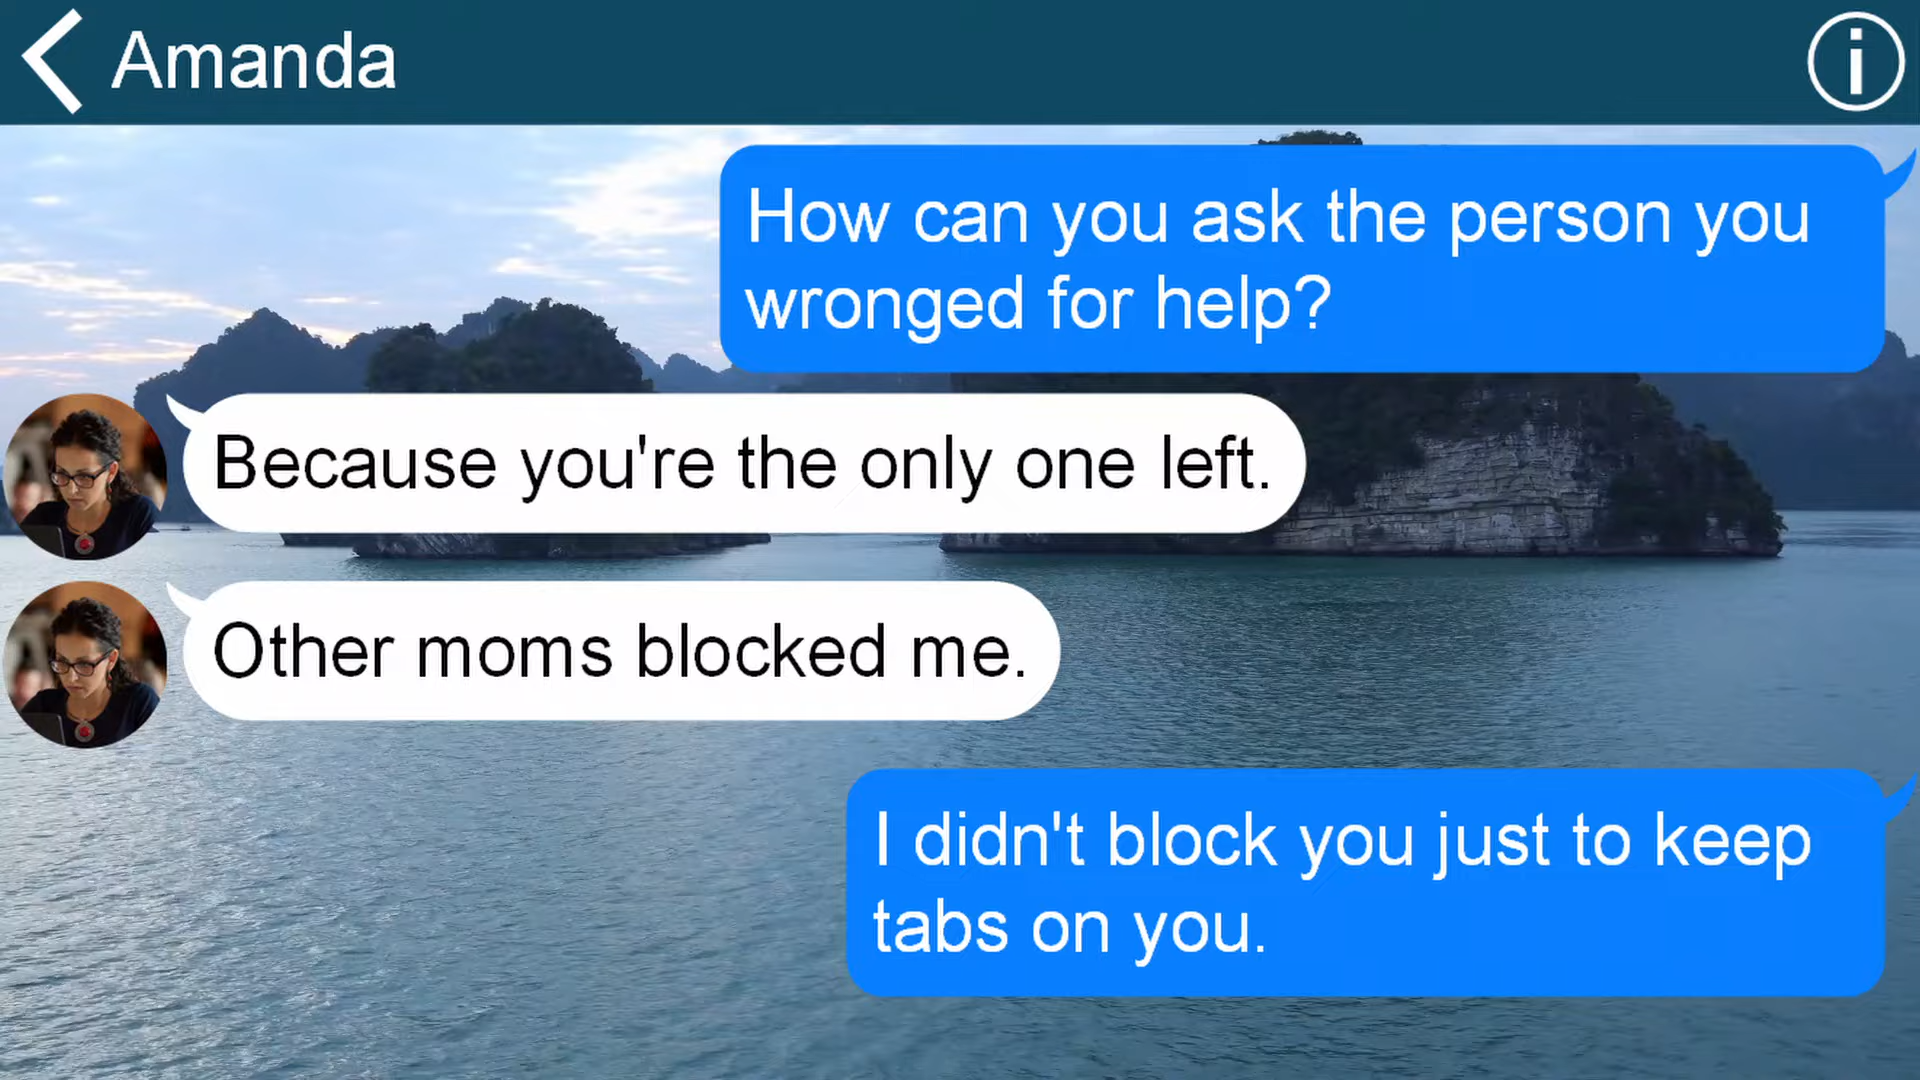 Amanda
How can you ask the person you
wronged for help?
Because you're the only one left.
Other moms blocked me.
I didn't block you just to keep
tabs on you.